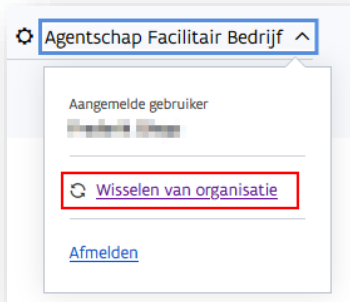 Agentschap Facilitair Bedrijf
Aangemelde gebruiker
Wisselen van organisatie
Afmelden